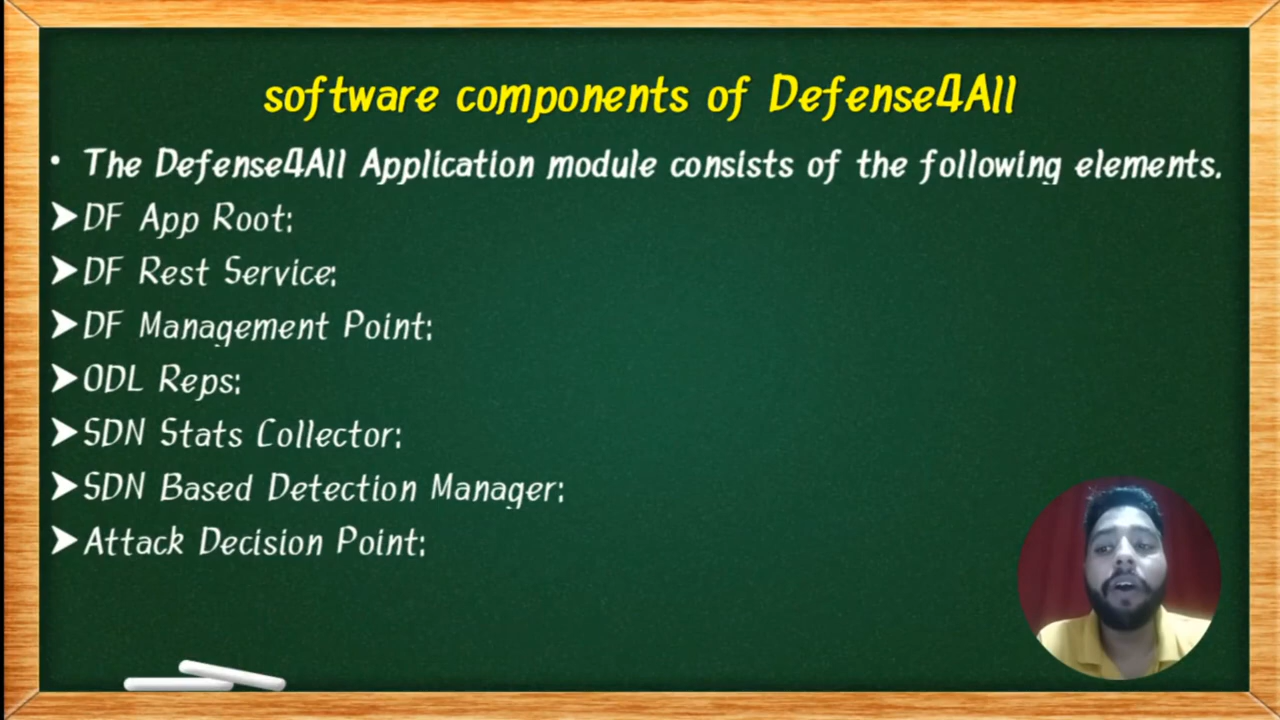 software components of Defense4All
• The Defense4All Application module consists of the following elements.
➤DF App Root:
➤DF Rest Service:
➤DF Management Point:
➤ODL Reps:
➤SDN Stats Collector:
➤SDN Based Detection Manager:
➤Attack Decision Point: